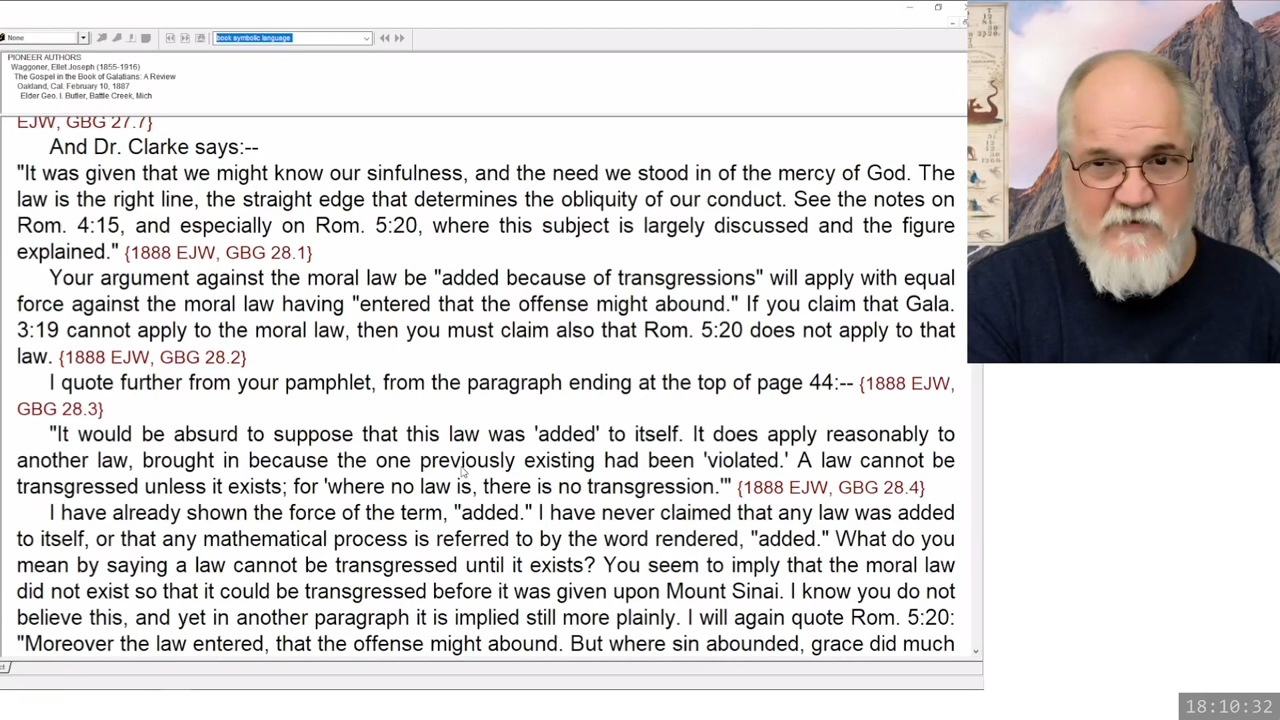 None
book symbolic language
PIONEER AUTHORS
Waggoner, Ellet Joseph (1855-1916)
The Gospel in the Book of Galatians: A Review
Oakland, Cal. February 10, 1887
Elder Geo. I. Butler, Battle Creek, Mich
EJW, GBG 27.7}
And Dr. Clarke says:--
"It was given that we might know our sinfulness, and the need we stood in of the mercy of God. The
law is the right line, the straight edge that determines the obliquity of our conduct. See the notes on
Rom. 4:15, and especially on Rom. 5:20, where this subject is largely discussed and the figure
explained." {1888 EJW, GBG 28.1}
Your argument against the moral law be "added because of transgressions" will apply with equal
force against the moral law having "entered that the offense might abound." If you claim that Gala.
3:19 cannot apply to the moral law, then you must claim also that Rom. 5:20 does not apply to that
law. {1888 EJW, GBG 28.2}
I quote further from your pamphlet, from the paragraph ending at the top of page 44:-- {1888 EJW,
GBG 28.3}
"It would be absurd to suppose that this law was 'added' to itself. It does apply reasonably to
another law, brought in because the one previously existing had been 'violated.' A law cannot be
transgressed unless it exists; for 'where no law is, there is no transgression.'" {1888 EJW, GBG 28.4}
I have already shown the force of the term, "added." I have never claimed that any law was added
to itself, or that any mathematical process is referred to by the word rendered, "added." What do you
mean by saying a law cannot be transgressed until it exists? You seem to imply that the moral law
did not exist so that it could be transgressed before it was given upon Mount Sinai. I know you do not
believe this, and yet in another paragraph it is implied still more plainly. I will again quote Rom. 5:20:
"Moreover the law entered, that the offense might abound. But where sin abounded, grace did much
18:10:32